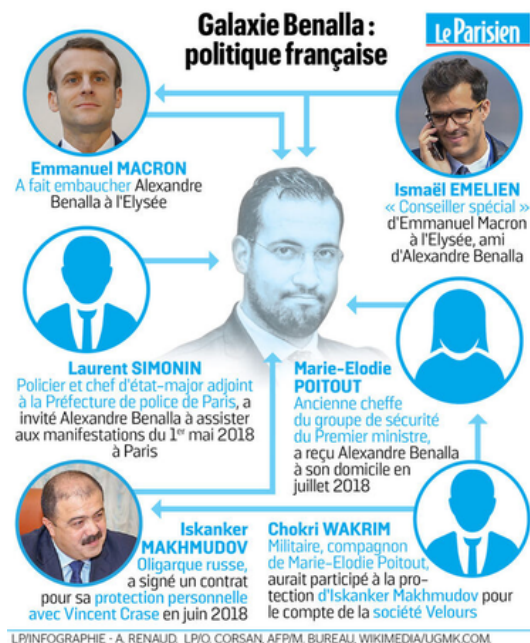 Galaxie Benalla :
politique française
Le Parisien
Emmanuel MACRON
A fait embaucher Alexandre
Benalla à l'Elysée
Ismaël EMELIEN
« Conseiller spécial »
d'Emmanuel Macron
à l'Elysée, ami
d'Alexandre Benalla
Laurent SIMONIN
Policier et chef d'état-major adjoint
à la Préfecture de police de Paris, a
invité Alexandre Benalla à assister
aux manifestations du 1er mai 2018
à Paris
Marie-Elodie
POITOUT
Ancienne cheffe
du groupe de sécurité
du Premier ministre,
a reçu Alexandre Benalla
à son domicile en
juillet 2018
Iskanker
MAKHMUDOV
Oligarque russe,
a signé un contrat
pour sa protection personnelle
avec Vincent Crase en juin 2018
Chokri WAKRIM
Militaire, compagnon
de Marie-Elodie Poitout,
aurait participé à la pro-
tection d'Iskanker Makhmudov pour
le compte de la société Velours
LP/INFOGRAPHIE - A. RENAUD. LP/O. CORSAN, AFP/M. BUREAU, WIKIMEDIA/UGMK.COM.